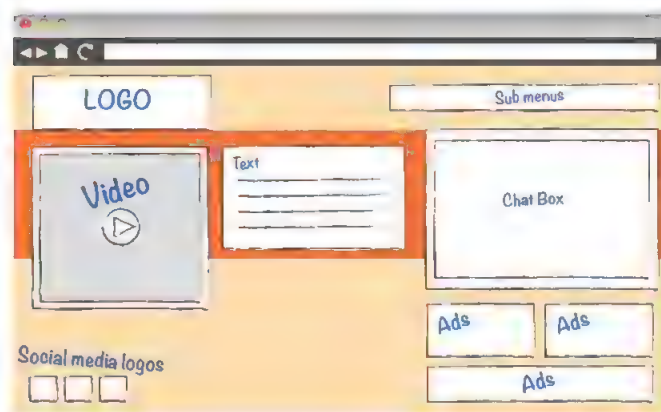 LOGO
Sub menus
Video
Text
Chat Box
Ads
Ads
Social media logos
Ads